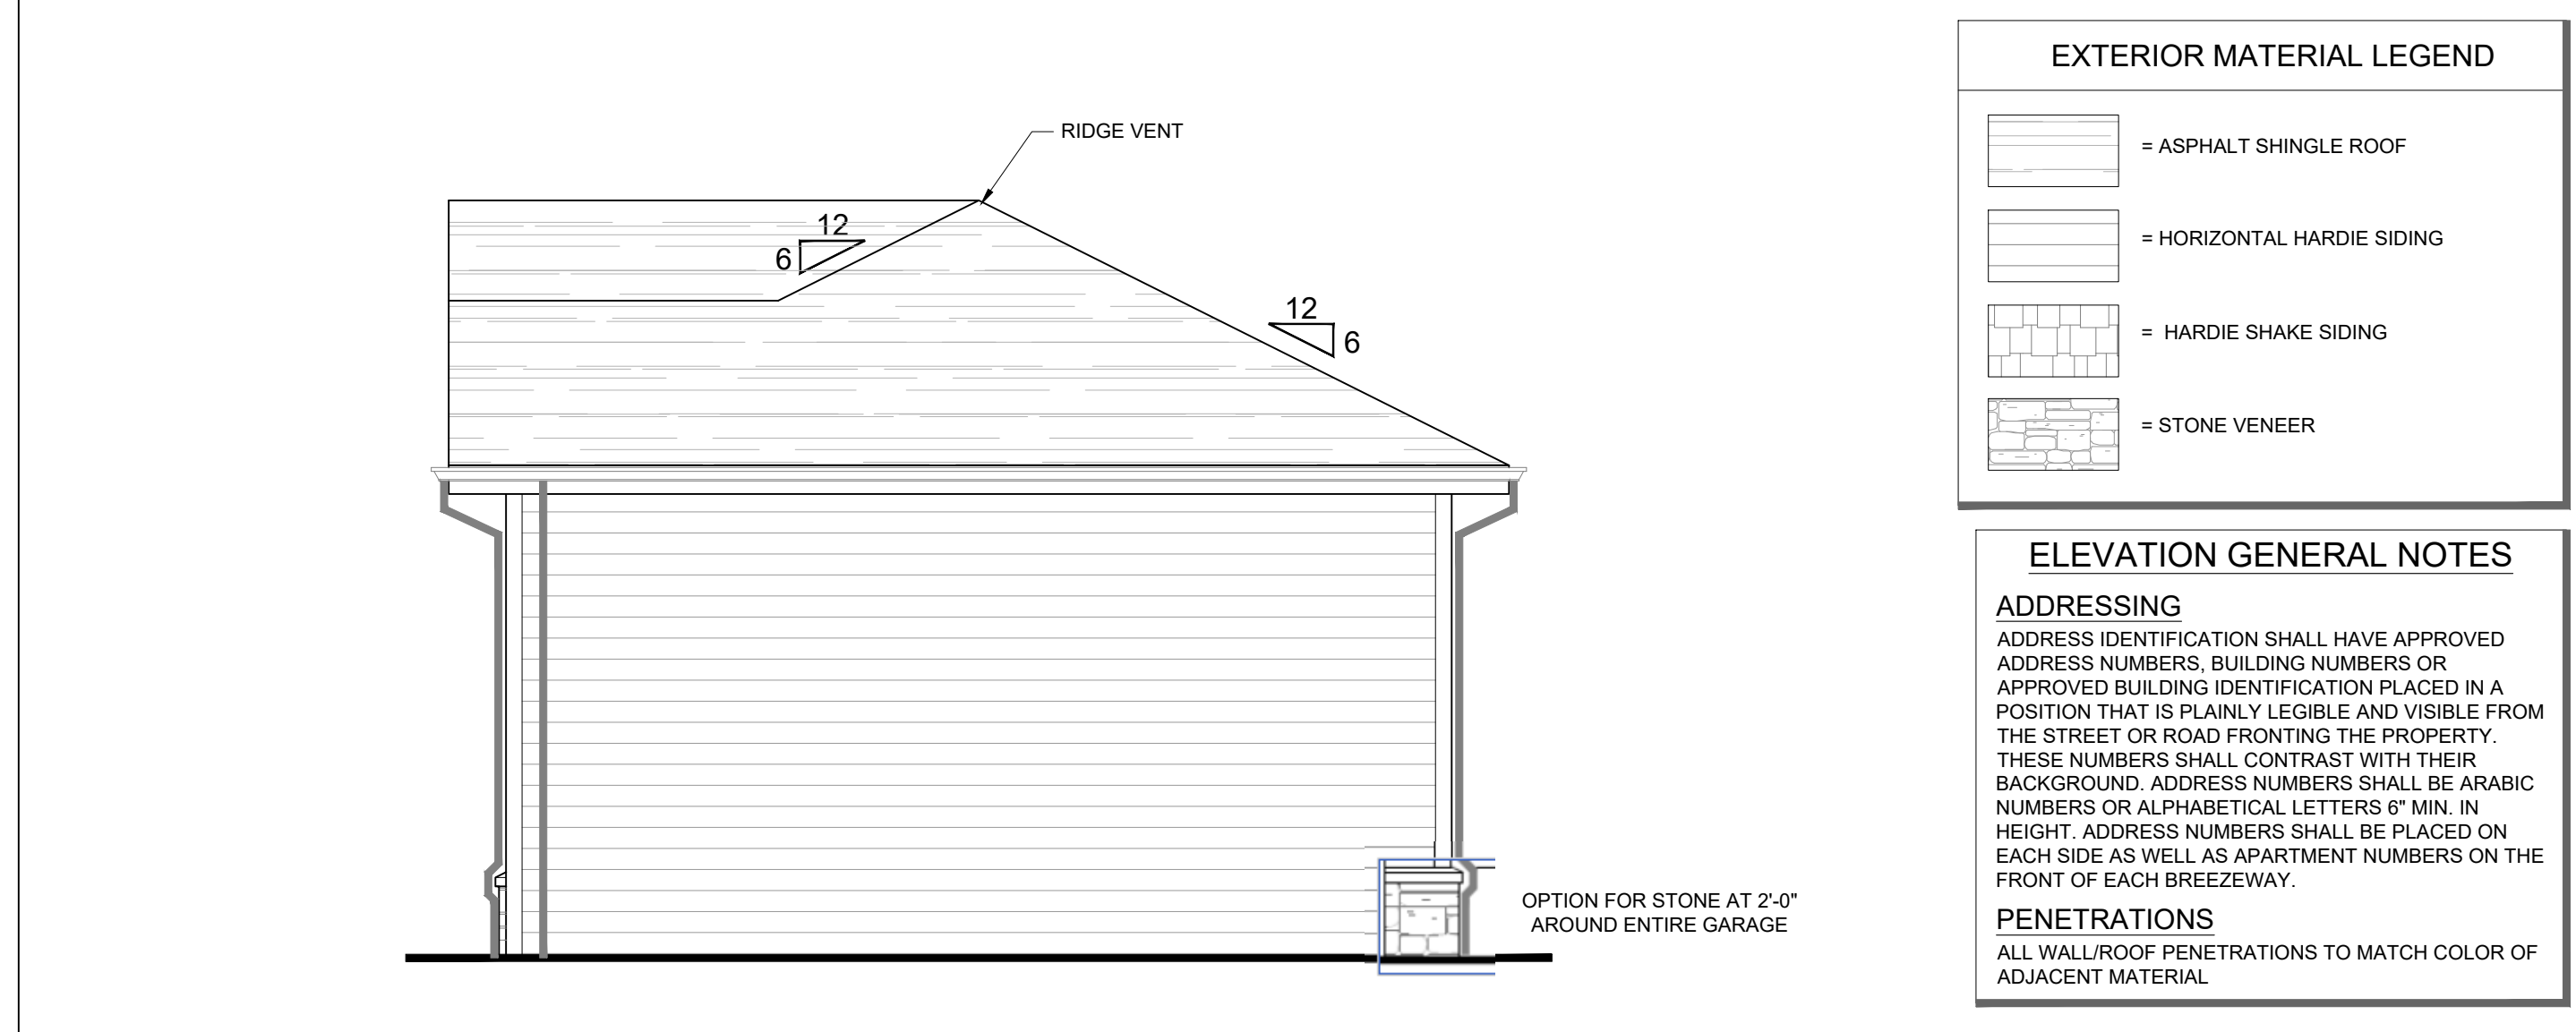 RIDGE VENT
12
6
12
6
OPTION FOR STONE AT 2'-0"
AROUND ENTIRE GARAGE
EXTERIOR MATERIAL LEGEND
= ASPHALT SHINGLE ROOF
= HORIZONTAL HARDIE SIDING
= HARDIE SHAKE SIDING
= STONE VENEER
ELEVATION GENERAL NOTES
ADDRESSING
ADDRESS IDENTIFICATION SHALL HAVE APPROVED
ADDRESS NUMBERS, BUILDING NUMBERS OR
APPROVED BUILDING IDENTIFICATION PLACED IN A
POSITION THAT IS PLAINLY LEGIBLE AND VISIBLE FROM
THE STREET OR ROAD FRONTING THE PROPERTY.
THESE NUMBERS SHALL CONTRAST WITH THEIR
BACKGROUND. ADDRESS NUMBERS SHALL BE ARABIC
NUMBERS OR ALPHABETICAL LETTERS 6" MIN. IN
HEIGHT. ADDRESS NUMBERS SHALL BE PLACED ON
EACH SIDE AS WELL AS APARTMENT NUMBERS ON THE
FRONT OF EACH BREEZEWAY.
PENETRATIONS
ALL WALL/ROOF PENETRATIONS TO MATCH COLOR OF
ADJACENT MATERIAL